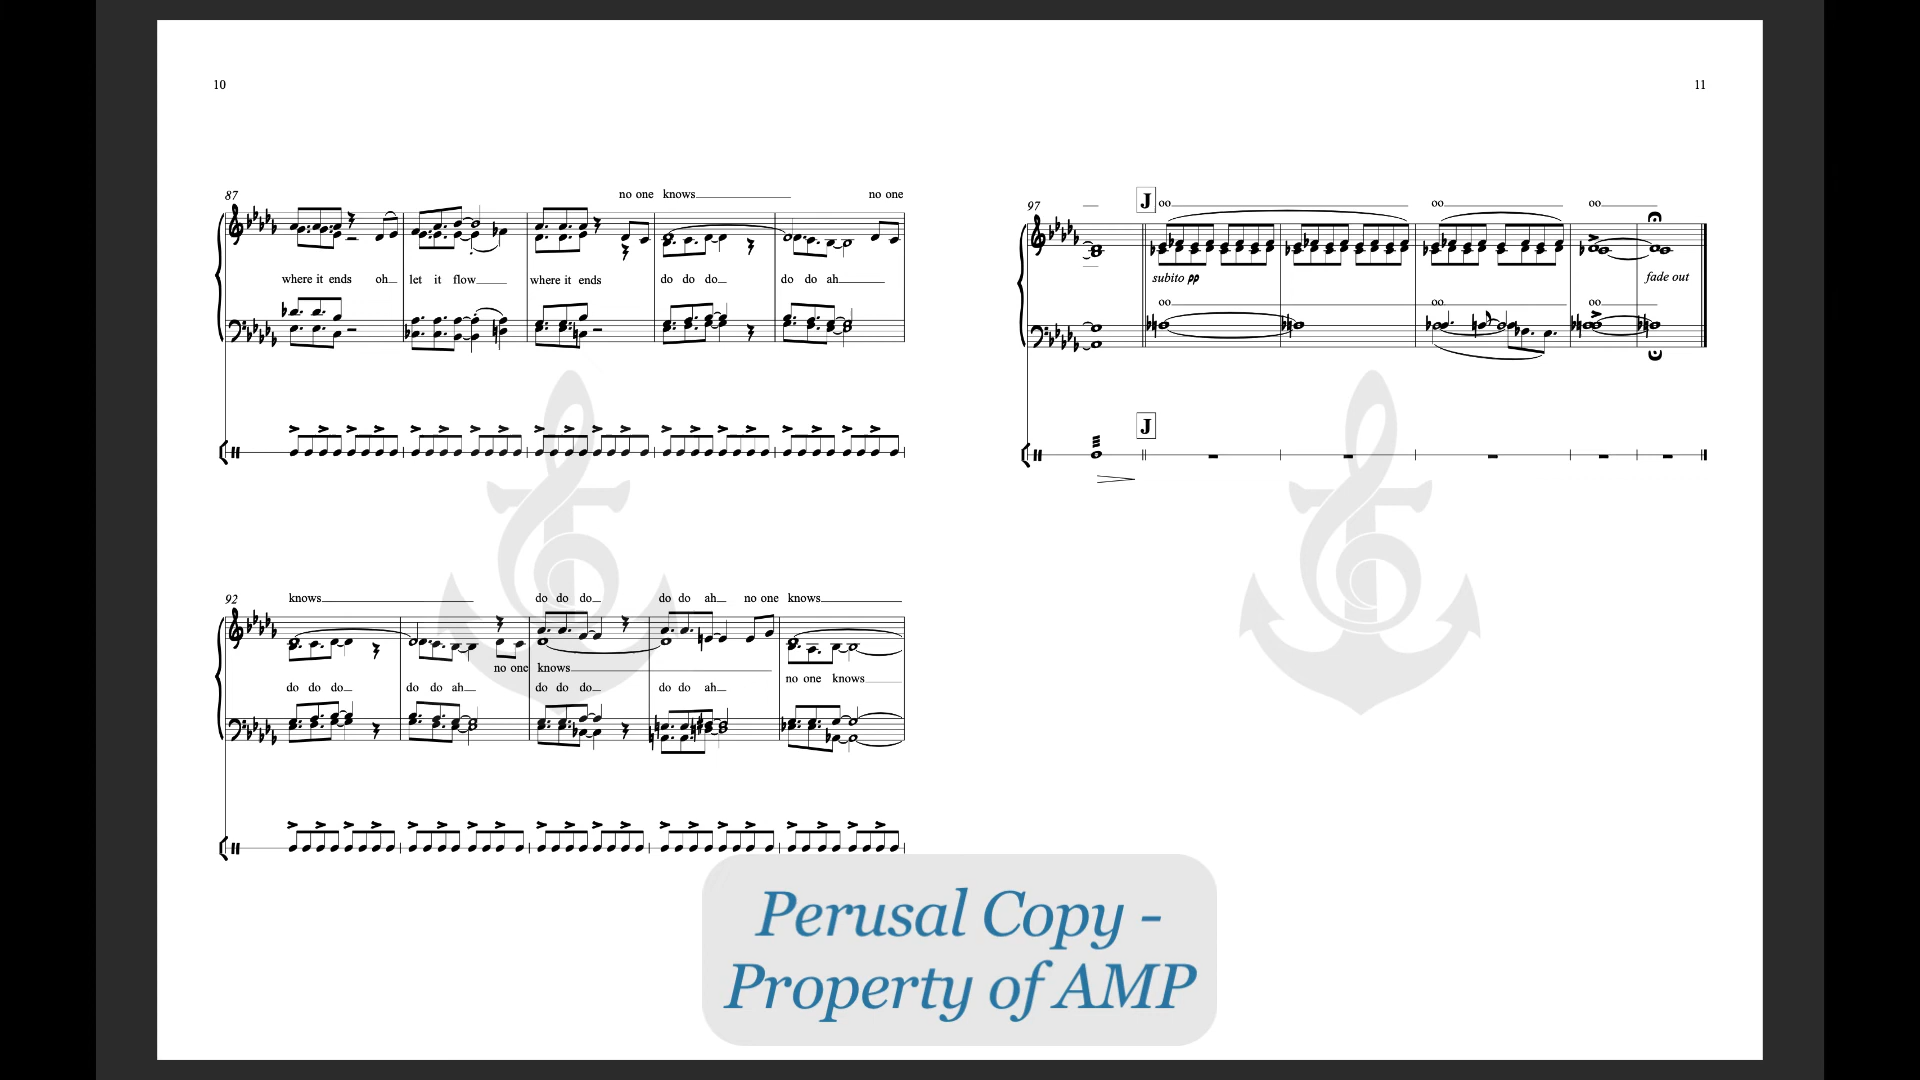 10
87
no one knows no one
where it ends oh let it flow where it ends do do do do do ah
92
knows do do do do do ah no one knows
no one knows
do do do do do ah do do do do do ah no one knows
11
97
J oo oo oo
subito pp fade out
oo oo oo
J
Perusal Copy -
Property of AMP